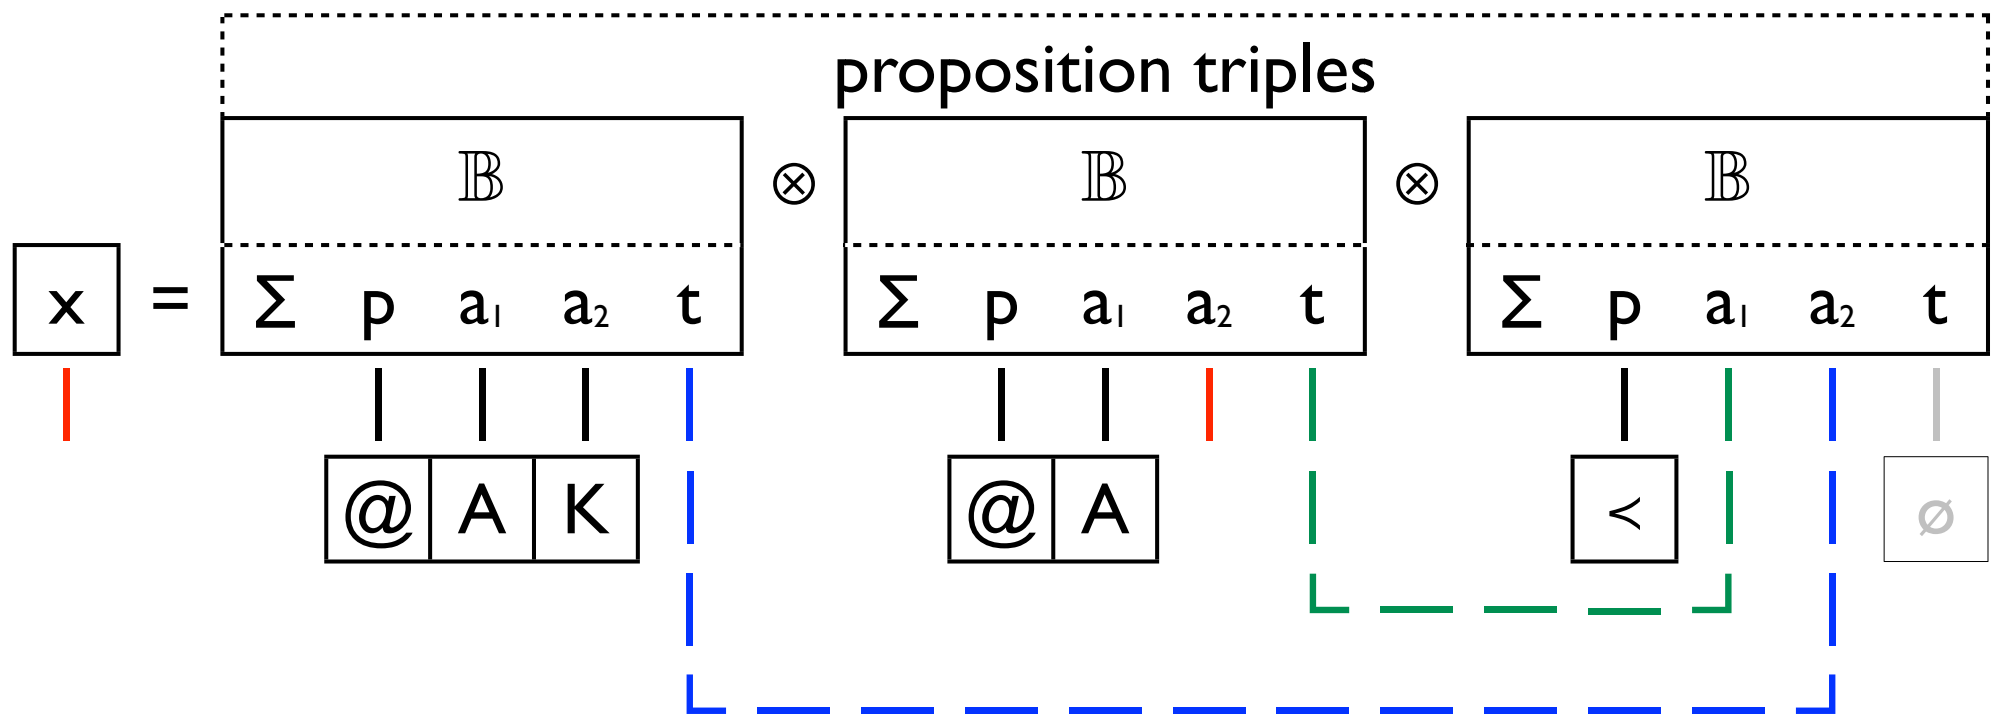 proposition triples
𝔹 ⊗ 𝔹 ⊗ 𝔹
x = Σ p a₁ a₂ t Σ p a₁ a₂ t Σ p a₁ a₂ t
@ A K @ A ≺ ø